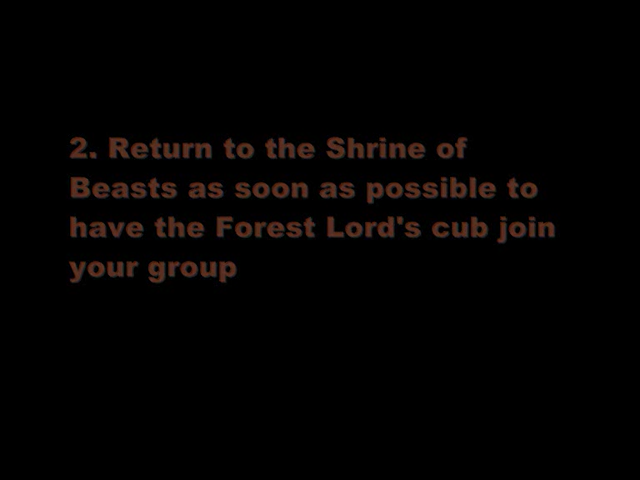 2. Return to the Shrine of
Beasts as soon as possible to
have the Forest Lord's cub join
your group